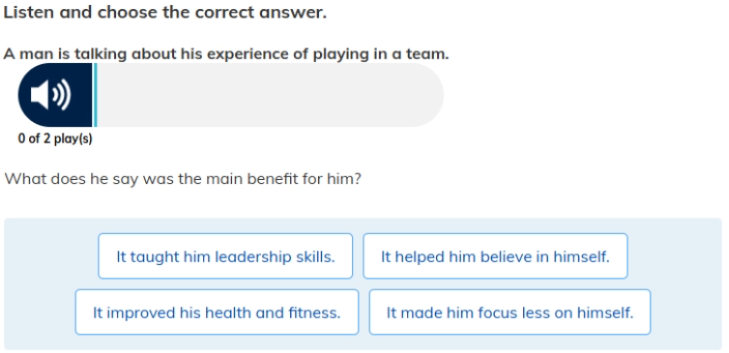 Listen and choose the correct answer.
A man is talking about his experience of playing in a team.
0 of 2 play(s)
What does he say was the main benefit for him?
It taught him leadership skills.
It helped him believe in himself.
It improved his health and fitness.
It made him focus less on himself.